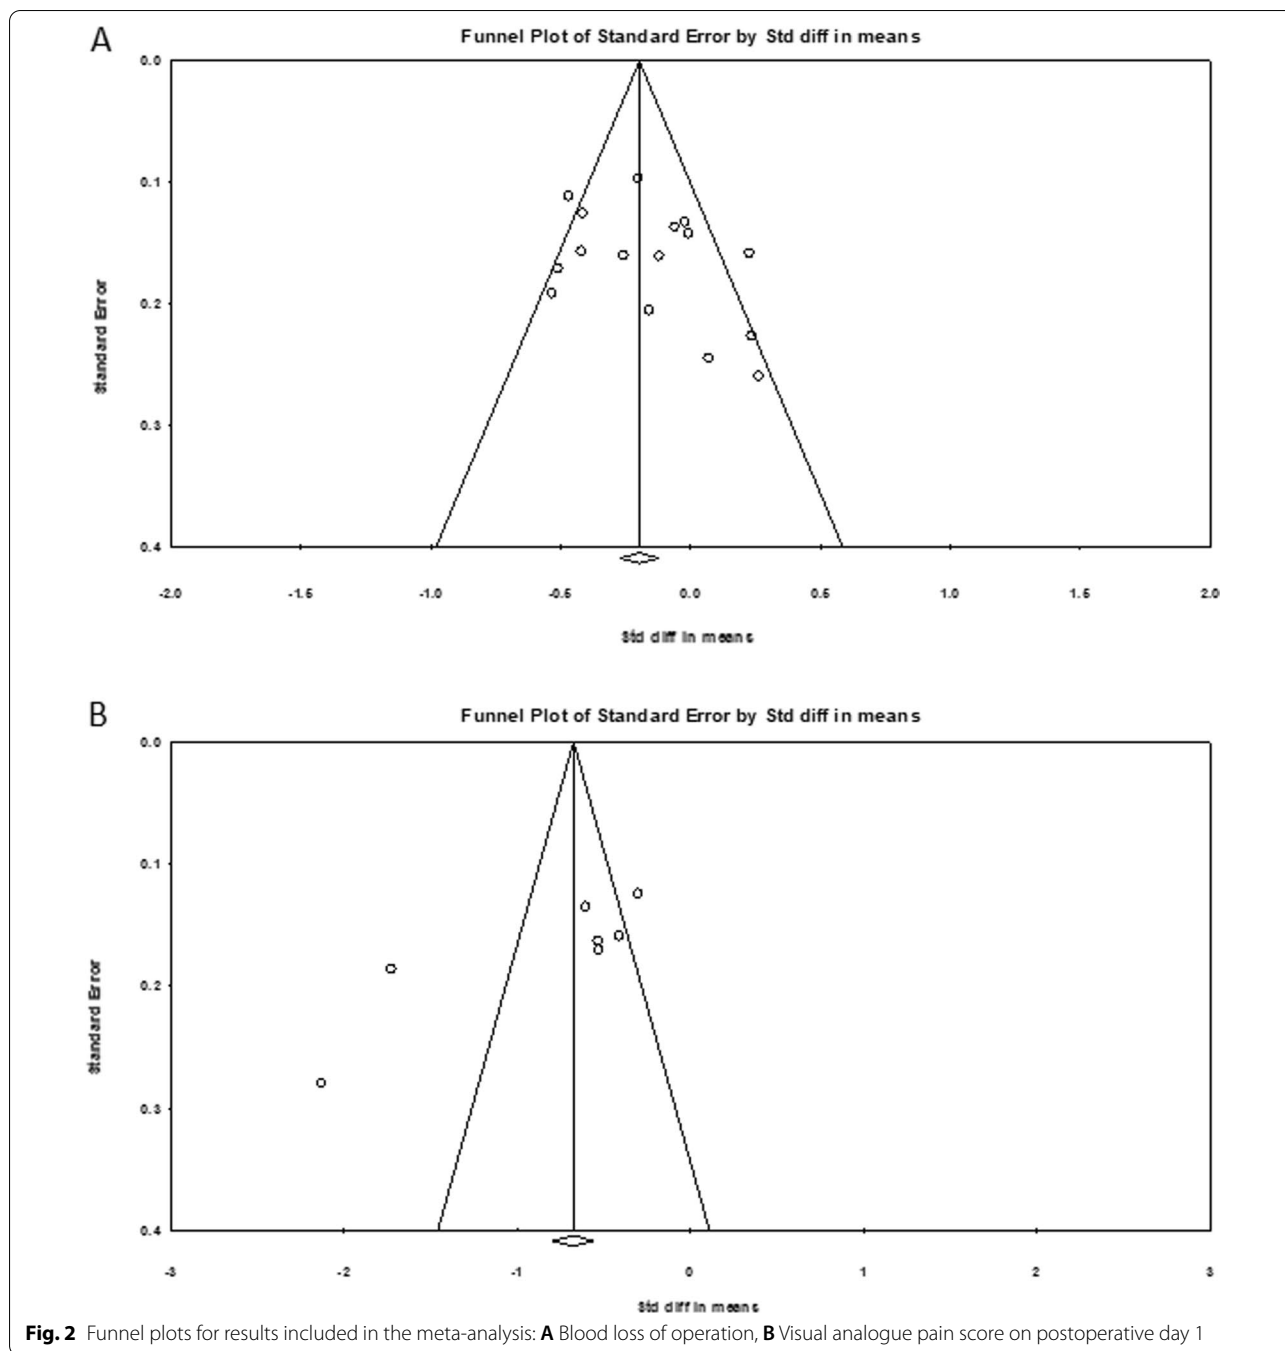 A
Funnel Plot of Standard Error by Std diff in means
0.0
0.1
0.2
0.3
0.4
Standard Error
-2.0 -1.5 -1.0 -0.5 0.0 0.5 1.0 1.5 2.0
Std diff in means
B
Funnel Plot of Standard Error by Std diff in means
0.0
0.1
0.2
0.3
0.4
Standard Error
-3 -2 -1 0 1 2 3
Std diff in means
Fig. 2 Funnel plots for results included in the meta-analysis: A Blood loss of operation, B Visual analogue pain score on postoperative day 1